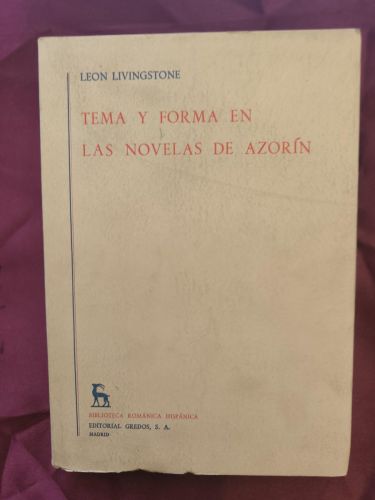 LEON LIVINGSTONE
TEMA Y FORMA EN
LAS NOVELAS DE AZORÍN
BIBLIOTECA ROMÁNICA HISPÁNICA
EDITORIAL GREDOS, S. A.
MADRID